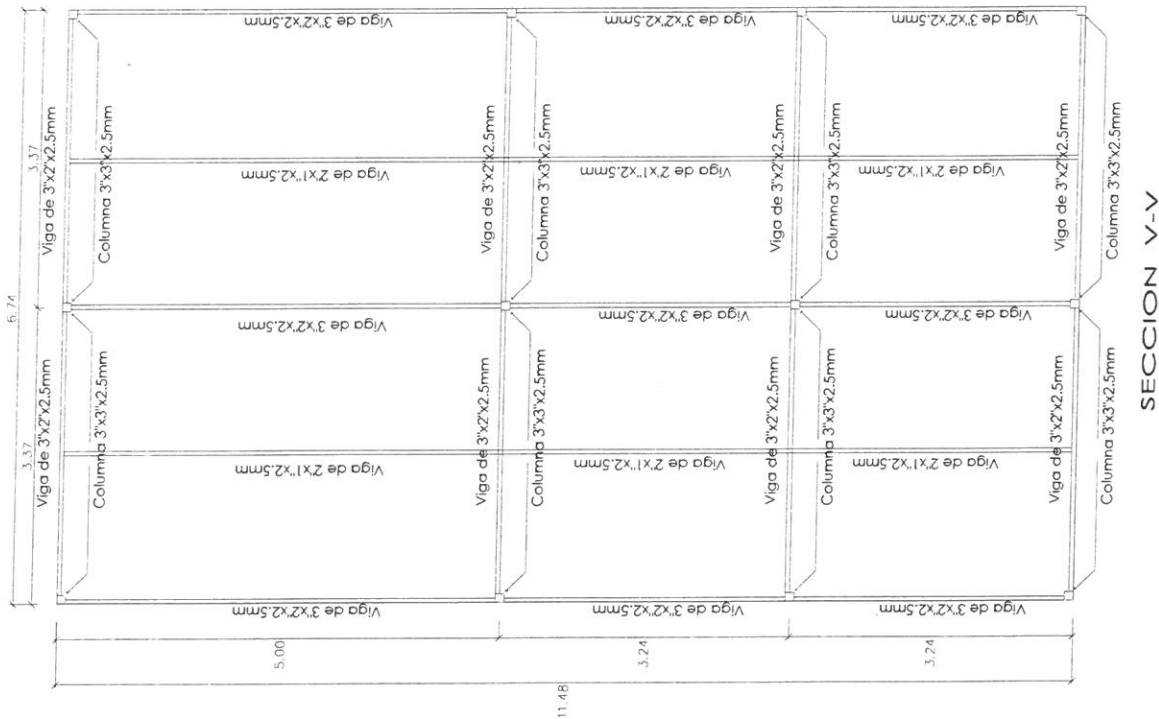 6.74
3.37
3.37
Viga de 3"x2"x2.5mm
Viga de 3"x2"x2.5mm
Columna 3"x3"x2.5mm
Columna 3"x3"x2.5mm
Viga de 3"x2"x2.5mm
Viga de 2"x1"x2.5mm
Viga de 3"x2"x2.5mm
Viga de 2"x1"x2.5mm
Viga de 3"x2"x2.5mm
5.00
Viga de 3"x2"x2.5mm
Viga de 3"x2"x2.5mm
Columna 3"x3"x2.5mm
Columna 3"x3"x2.5mm
Viga de 3"x2"x2.5mm
Viga de 2"x1"x2.5mm
Viga de 3"x2"x2.5mm
Viga de 2"x1"x2.5mm
Viga de 3"x2"x2.5mm
3.24
11.48
Viga de 3"x2"x2.5mm
Viga de 3"x2"x2.5mm
Columna 3"x3"x2.5mm
Columna 3"x3"x2.5mm
Viga de 3"x2"x2.5mm
Viga de 2"x1"x2.5mm
Viga de 3"x2"x2.5mm
Viga de 2"x1"x2.5mm
Viga de 3"x2"x2.5mm
3.24
Viga de 3"x2"x2.5mm
Viga de 3"x2"x2.5mm
Columna 3"x3"x2.5mm
Columna 3"x3"x2.5mm
SECCION V-V